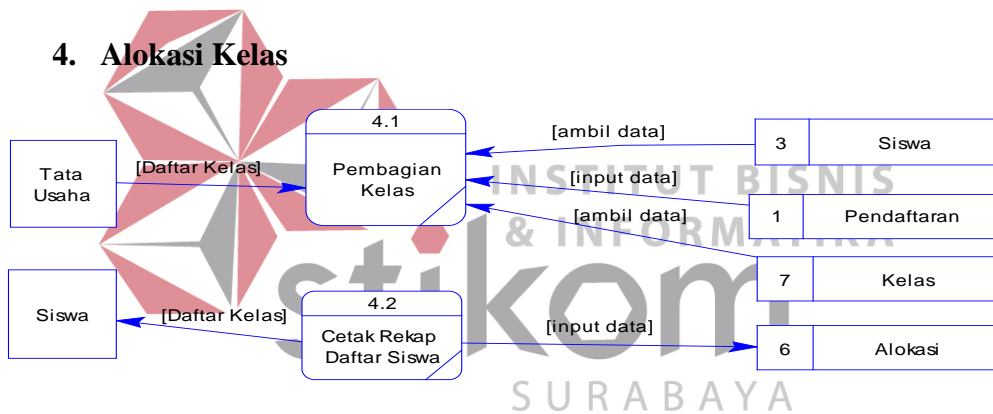 4. Alokasi Kelas
4.1
Pembagian
Kelas
Tata
Usaha
[Daftar Kelas]
[ambil data]
3 Siswa
[input data]
1 Pendaftaran
[ambil data]
7 Kelas
Siswa
[Daftar Kelas]
4.2
Cetak Rekap
Daftar Siswa
[input data]
6 Alokasi
INSTITUT BISNIS
& INFORMATIKA
stikom
SURABAYA